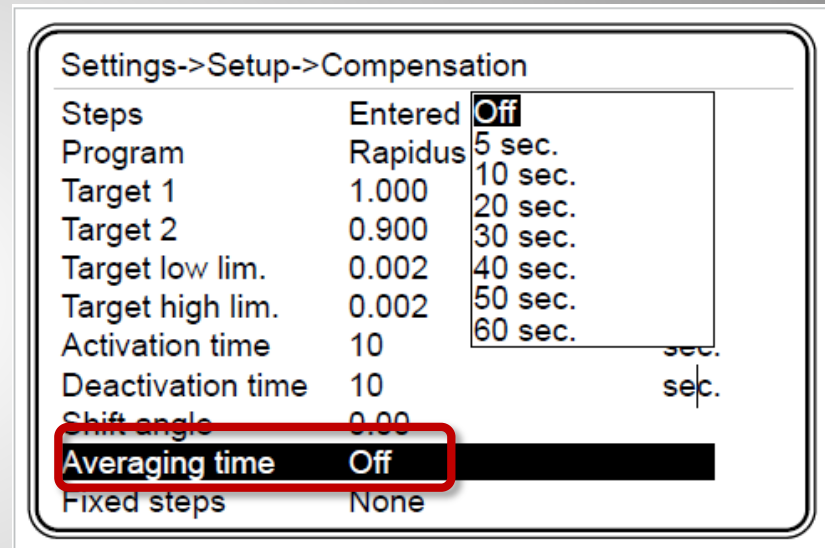 Settings->Setup->Compensation
Steps Entered Off
Program Rapidus 5 sec.
Target 1 1.000 10 sec.
Target 2 0.900 20 sec.
30 sec.
Target low lim. 0.002 40 sec.
Target high lim. 0.002 50 sec.
60 sec.
Activation time 10 sec.
Deactivation time 10 sec.
Shift angle 0.00
Averaging time Off
Fixed steps None